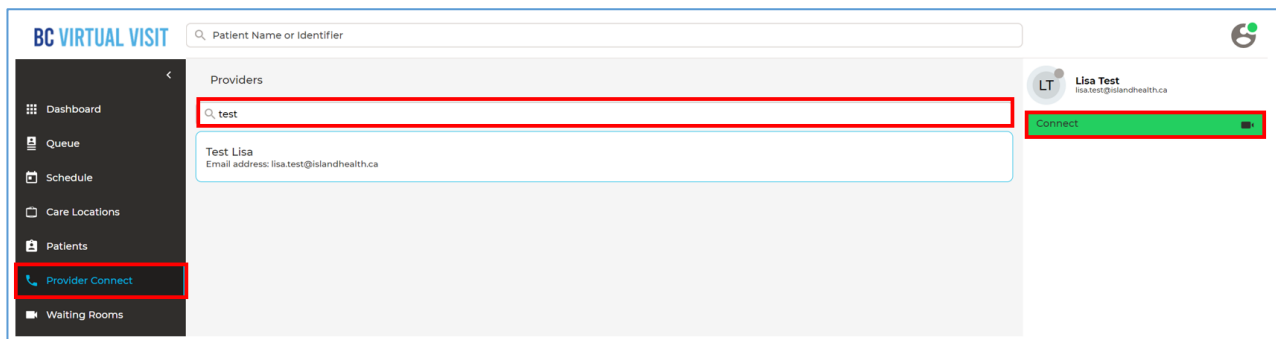 BC VIRTUAL VISIT
Patient Name or Identifier
Dashboard
Queue
Schedule
Care Locations
Patients
Provider Connect
Waiting Rooms
Providers
test
Test Lisa
Email address: lisa.test@islandhealth.ca
LT
Lisa Test
lisa.test@islandhealth.ca
Connect